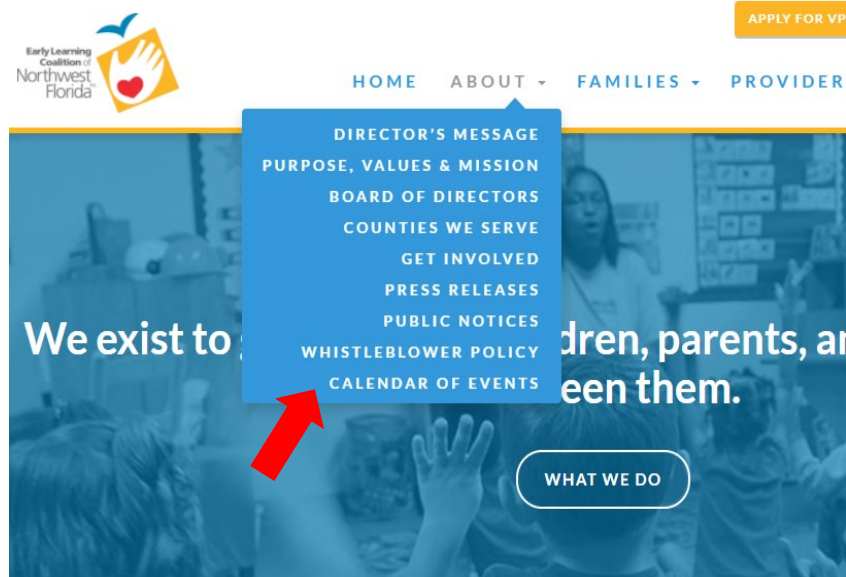 APPLY FOR VP
Early Learning
Coalition of
Northwest
Florida
HOME ABOUT FAMILIES PROVIDER
DIRECTOR'S MESSAGE
PURPOSE, VALUES & MISSION
BOARD OF DIRECTORS
COUNTIES WE SERVE
GET INVOLVED
PRESS RELEASES
PUBLIC NOTICES
WHISTLEBLOWER POLICY
CALENDAR OF EVENTS
We exist to dren, parents, an
een them.
WHAT WE DO